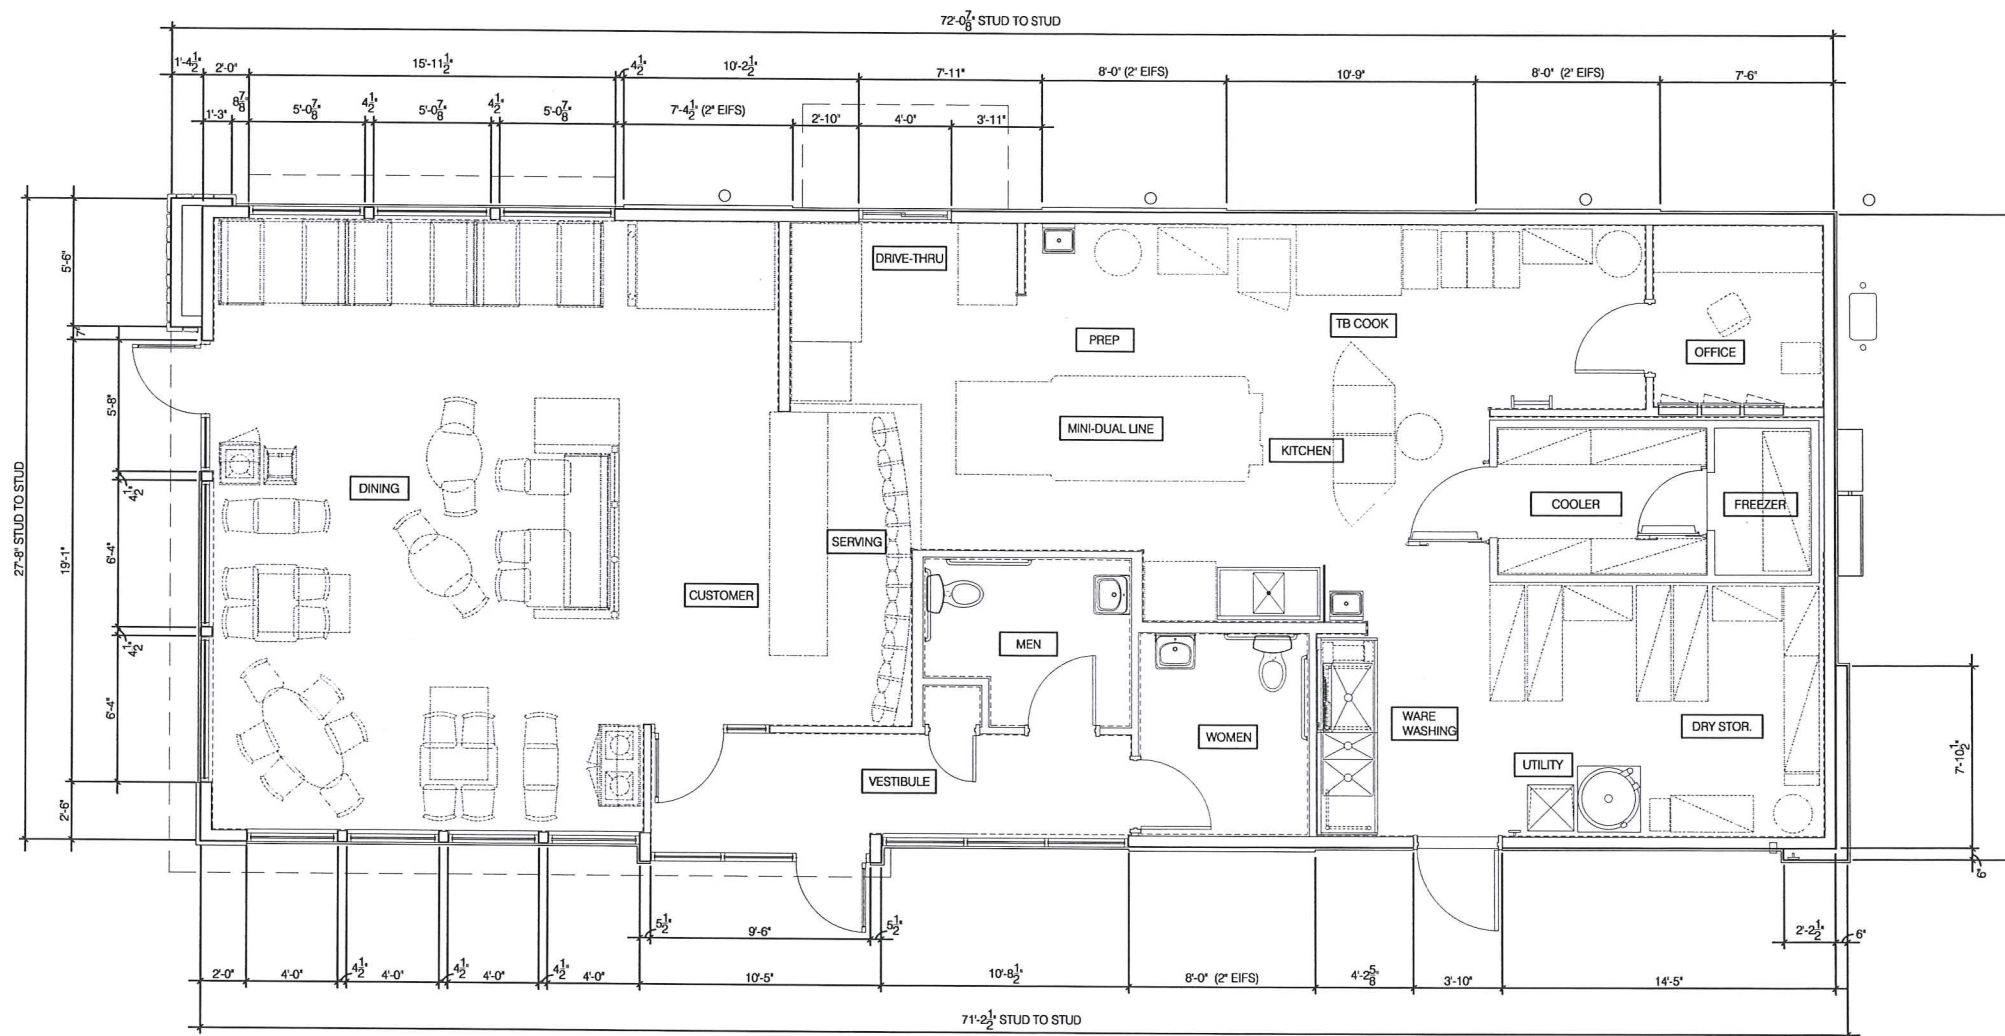 72'-0 7/8" STUD TO STUD
1'-4 1/2" 2'-0" 15'-11 1/2" 4 1/2" 10'-2 1/2" 7'-11" 8'-0" (2" EIFS) 10'-9" 8'-0" (2" EIFS) 7'-6"
1'-3" 8 7/8" 5'-0 7/8" 4 1/2" 5'-0 7/8" 4 1/2" 5'-0 7/8" 7'-4 1/2" (2" EIFS) 2'-10" 4'-0" 3'-11"
5'-6"
7"
27'-8" STUD TO STUD
19'-1"
2'-6"
5'-8"
4 1/2"
6'-4"
4 1/2"
6'-4"
DRIVE-THRU
PREP
TB COOK
OFFICE
MINI-DUAL LINE
KITCHEN
DINING
COOLER
FREEZER
SERVING
CUSTOMER
MEN
WOMEN
WARE
WASHING
DRY STOR.
UTILITY
VESTIBULE
7'-10 1/2"
6"
5 1/2" 9'-6" 5 1/2"
2'-2 1/2" 6"
2'-0" 4'-0" 4 1/2" 4'-0" 4 1/2" 4'-0" 4 1/2" 4'-0" 10'-5" 10'-8 1/2" 8'-0" (2" EIFS) 4'-2 5/8" 3'-10" 14'-5"
71'-2 1/2" STUD TO STUD